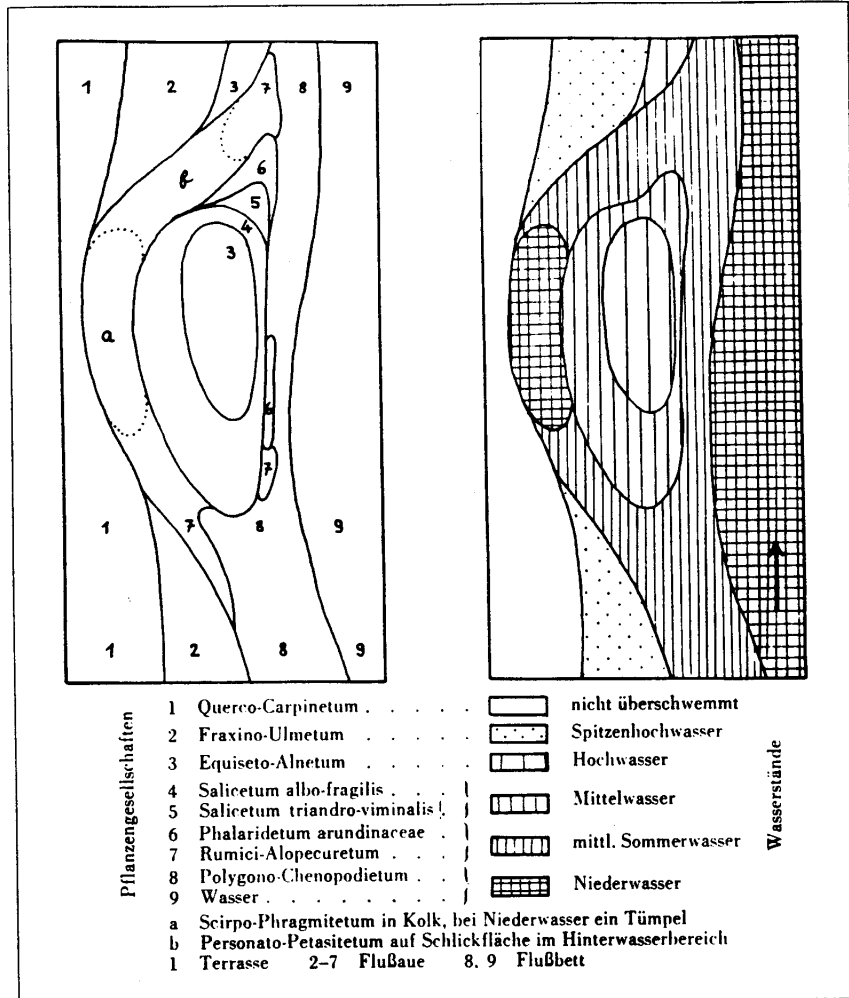 1 2 3 7 8 9
b 6
5
4
3
a
6
7
1 7 8 9
1 2 8 9
Pflanzengesellschaften
1 Querco-Carpinetum . . . . . nicht überschwemmt
2 Fraxino-Ulmetum . . . . . Spitzenhochwasser
3 Equiseto-Alnetum . . . . . Hochwasser
4 Salicetum albo-fragilis . . .
5 Salicetum triandro-viminalis . Mittelwasser
6 Phalaridetum arundinaceae .
7 Rumici-Alopecuretum . . . mittl. Sommerwasser
8 Polygono-Chenopodietum . .
9 Wasser . . . . . . . . Niederwasser
Wasserstände
a Scirpo-Phragmitetum in Kolk, bei Niederwasser ein Tümpel
b Personato-Petasitetum auf Schlickfläche im Hinterwasserbereich
1 Terrasse 2–7 Flußaue 8, 9 Flußbett